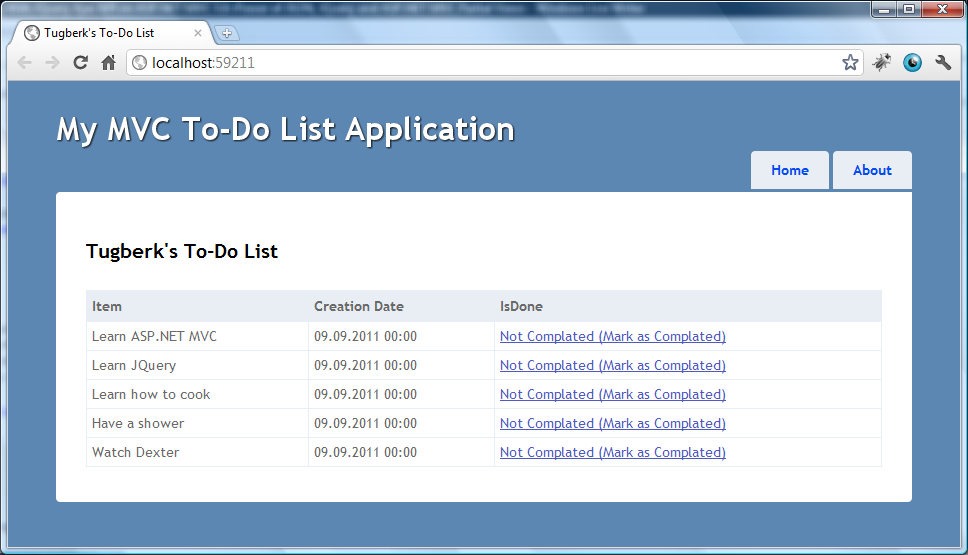 Tugberk's To-Do List
localhost:59211
My MVC To-Do List Application
Home About
Tugberk's To-Do List
Item Creation Date IsDone
Learn ASP.NET MVC 09.09.2011 00:00 Not Complated (Mark as Complated)
Learn JQuery 09.09.2011 00:00 Not Complated (Mark as Complated)
Learn how to cook 09.09.2011 00:00 Not Complated (Mark as Complated)
Have a shower 09.09.2011 00:00 Not Complated (Mark as Complated)
Watch Dexter 09.09.2011 00:00 Not Complated (Mark as Complated)